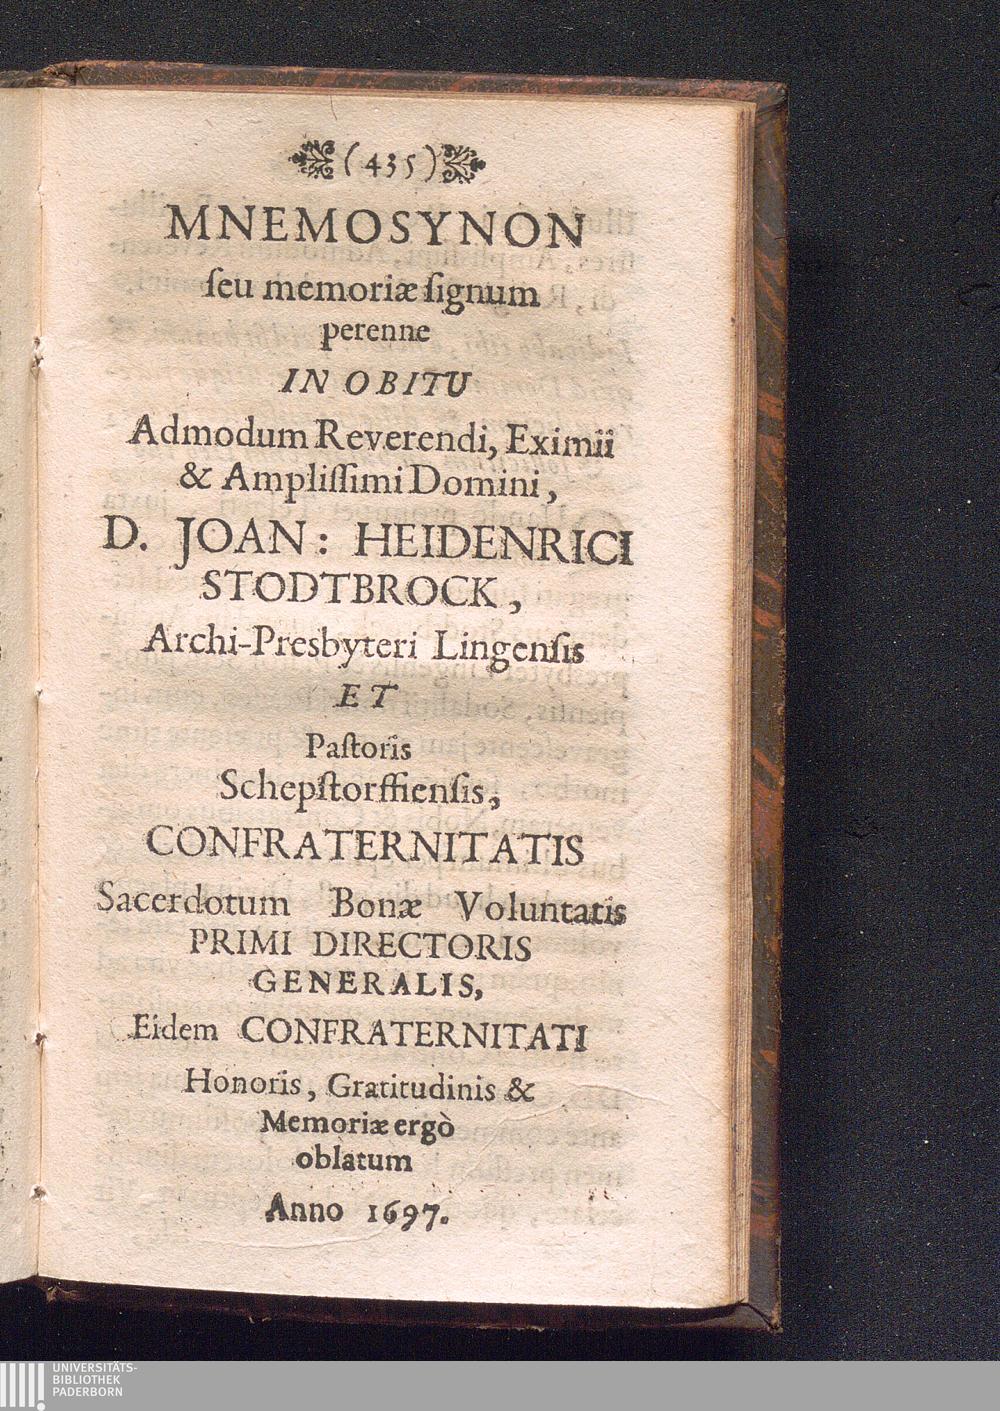 (435)
MNEMOSYNON
ſeu memoriæ ſignum
perenne
IN OBITU
Admodum Reverendi, Eximii
& Ampliſſimi Domini,
D. JOAN: HEIDENRICI
STODTBROCK,
Archi-Presbyteri Lingenſis
ET
Paſtoris
Schepſtorffienſis,
CONFRATERNITATIS
Sacerdotum Bonæ Voluntatis
PRIMI DIRECTORIS
GENERALIS,
Eidem CONFRATERNITATI
Honoris, Gratitudinis &
Memoriæ ergò
oblatum
Anno 1697.
UNIVERSITÄTS-
BIBLIOTHEK
PADERBORN